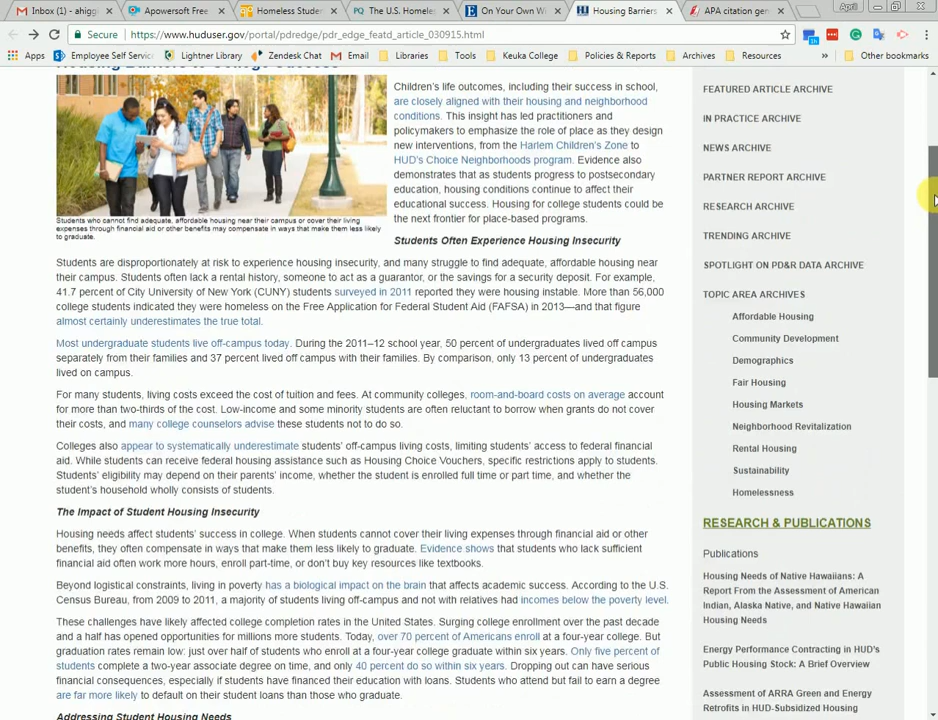 Inbox (1) - ahigg
Apowersoft Free
Homeless Studen
PQ The U.S. Homele
On Your Own Wi
Housing Barriers
APA citation gen
April
Secure https://www.huduser.gov/portal/pdredge/pdr_edge_featd_article_030915.html
Apps Employee Self Servic Lightner Library Zendesk Chat Email Libraries Tools Keuka College Policies & Reports Archives Resources » Other bookmarks
Housing Barriers to College Success
Children's life outcomes, including their success in school,
are closely aligned with their housing and neighborhood
conditions. This insight has led practitioners and
policymakers to emphasize the role of place as they design
new interventions, from the Harlem Children's Zone to
HUD's Choice Neighborhoods program. Evidence also
demonstrates that as students progress to postsecondary
education, housing conditions continue to affect their
educational success. Housing for college students could be
the next frontier for place-based programs.
Students who cannot find adequate, affordable housing near their campus or cover their living
expenses through financial aid or other benefits may compensate in ways that make them less likely
to graduate.
Students Often Experience Housing Insecurity
Students are disproportionately at risk to experience housing insecurity, and many struggle to find adequate, affordable housing near
their campus. Students often lack a rental history, someone to act as a guarantor, or the savings for a security deposit. For example,
41.7 percent of City University of New York (CUNY) students surveyed in 2011 reported they were housing instable. More than 56,000
college students indicated they were homeless on the Free Application for Federal Student Aid (FAFSA) in 2013—and that figure
almost certainly underestimates the true total.
Most undergraduate students live off-campus today. During the 2011–12 school year, 50 percent of undergraduates lived off campus
separately from their families and 37 percent lived off campus with their families. By comparison, only 13 percent of undergraduates
lived on campus.
For many students, living costs exceed the cost of tuition and fees. At community colleges, room-and-board costs on average account
for more than two-thirds of the cost. Low-income and some minority students are often reluctant to borrow when grants do not cover
their costs, and many college counselors advise these students not to do so.
Colleges also appear to systematically underestimate students' off-campus living costs, limiting students' access to federal financial
aid. While students can receive federal housing assistance such as Housing Choice Vouchers, specific restrictions apply to students.
Students' eligibility may depend on their parents' income, whether the student is enrolled full time or part time, and whether the
student's household wholly consists of students.
The Impact of Student Housing Insecurity
Housing needs affect students' success in college. When students cannot cover their living expenses through financial aid or other
benefits, they often compensate in ways that make them less likely to graduate. Evidence shows that students who lack sufficient
financial aid often work more hours, enroll part-time, or don't buy key resources like textbooks.
Beyond logistical constraints, living in poverty has a biological impact on the brain that affects academic success. According to the U.S.
Census Bureau, from 2009 to 2011, a majority of students living off-campus and not with relatives had incomes below the poverty level.
These challenges have likely affected college completion rates in the United States. Surging college enrollment over the past decade
and a half has opened opportunities for millions more students. Today, over 70 percent of Americans enroll at a four-year college. But
graduation rates remain low: just over half of students who enroll at a four-year college graduate within six years. Only five percent of
students complete a two-year associate degree on time, and only 40 percent do so within six years. Dropping out can have serious
financial consequences, especially if students have financed their education with loans. Students who attend but fail to earn a degree
are far more likely to default on their student loans than those who graduate.
Addressing Student Housing Needs
FEATURED ARTICLE ARCHIVE
IN PRACTICE ARCHIVE
NEWS ARCHIVE
PARTNER REPORT ARCHIVE
RESEARCH ARCHIVE
TRENDING ARCHIVE
SPOTLIGHT ON PD&R DATA ARCHIVE
TOPIC AREA ARCHIVES
Affordable Housing
Community Development
Demographics
Fair Housing
Housing Markets
Neighborhood Revitalization
Rental Housing
Sustainability
Homelessness
RESEARCH & PUBLICATIONS
Publications
Housing Needs of Native Hawaiians: A
Report From the Assessment of American
Indian, Alaska Native, and Native Hawaiian
Housing Needs
Energy Performance Contracting in HUD's
Public Housing Stock: A Brief Overview
Assessment of ARRA Green and Energy
Retrofits in HUD-Subsidized Housing